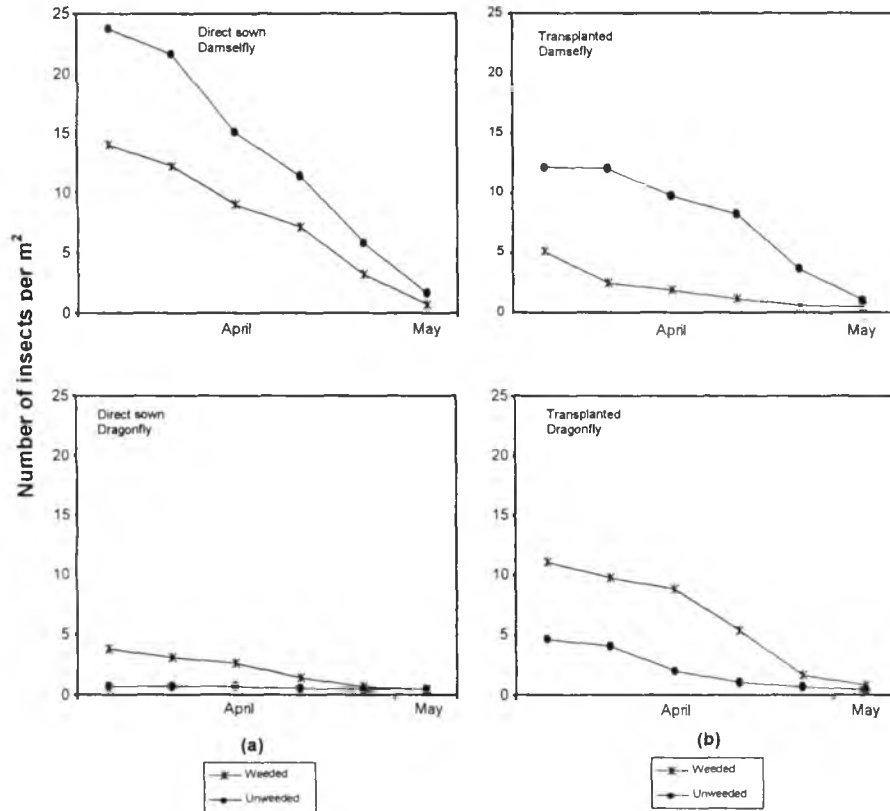 Number of insects per m²
25
20
15
10
5
0
Direct sown
Damselfly
April
May
25
20
15
10
5
0
Transplanted
Damsefly
April
May
25
20
15
10
5
0
Direct sown
Dragonfly
April
May
25
20
15
10
5
0
Transplanted
Dragonfly
April
May
(a)
(b)
Weeded
Unweeded
Weeded
Unweeded